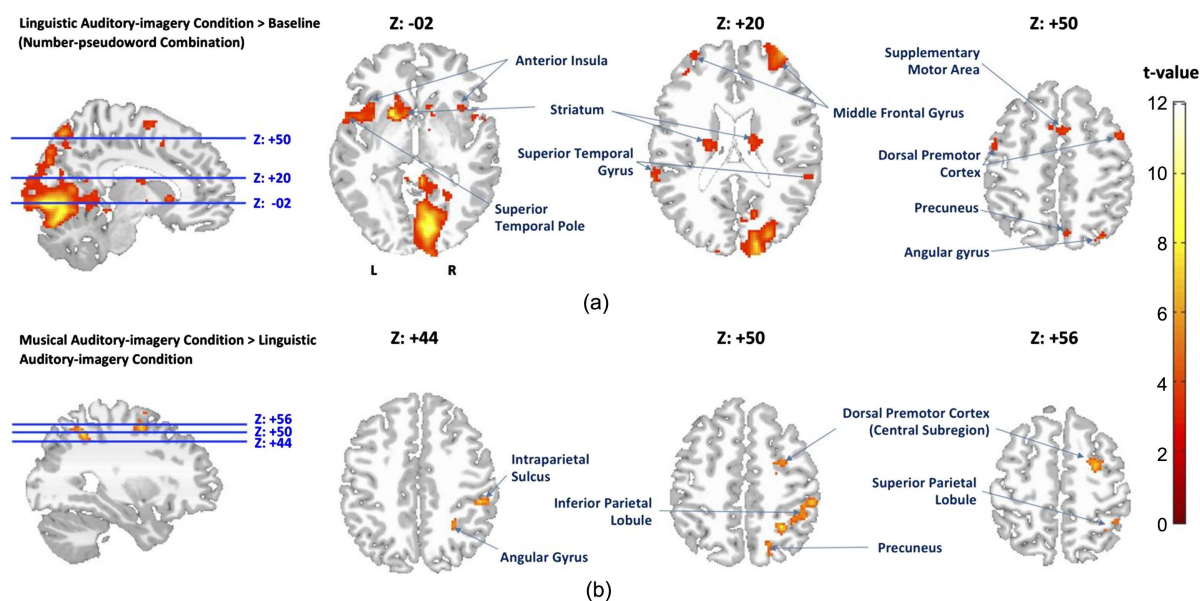 Linguistic Auditory-imagery Condition > Baseline
(Number-pseudoword Combination)
Z: -02
Z: +20
Z: +50
Z: +50
Z: +20
Z: -02
Anterior Insula
Striatum
Superior Temporal
Gyrus
Superior
Temporal Pole
L
R
Middle Frontal Gyrus
Supplementary
Motor Area
Dorsal Premotor
Cortex
Precuneus
Angular gyrus
t-value
12
10
8
6
4
2
0
(a)
Musical Auditory-imagery Condition > Linguistic
Auditory-imagery Condition
Z: +44
Z: +50
Z: +56
Z: +56
Z: +50
Z: +44
Intraparietal
Sulcus
Angular Gyrus
Inferior Parietal
Lobule
Dorsal Premotor Cortex
(Central Subregion)
Superior Parietal
Lobule
Precuneus
(b)